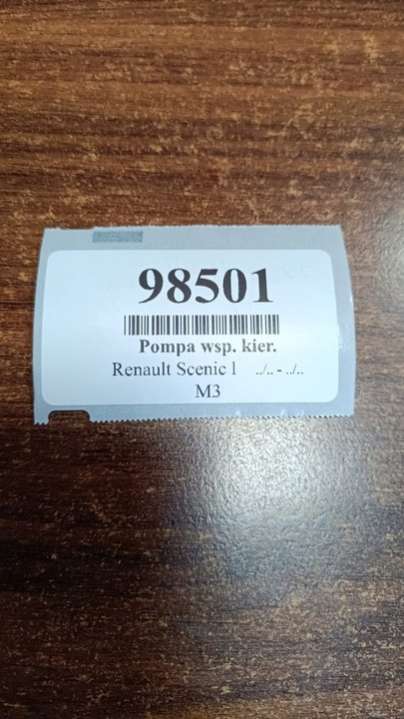 98501
Pompa wsp. kier.
Renault Scenic I ../.. - ../..
M3